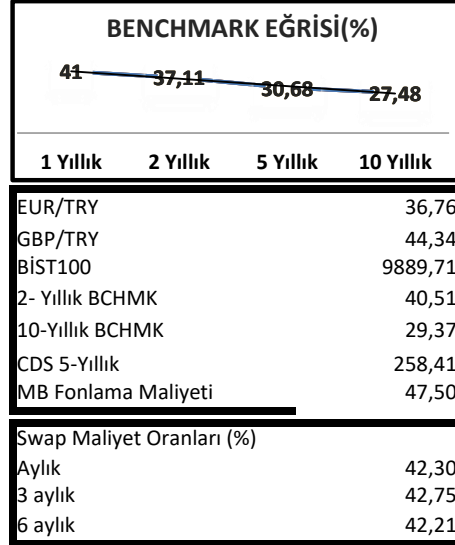 BENCHMARK EĞRİSİ(%)
41 37,11 30,68 27,48
1 Yıllık 2 Yıllık 5 Yıllık 10 Yıllık
EUR/TRY 36,76
GBP/TRY 44,34
BİST100 9889,71
2- Yıllık BCHMK 40,51
10-Yıllık BCHMK 29,37
CDS 5-Yıllık 258,41
MB Fonlama Maliyeti 47,50
Swap Maliyet Oranları (%)
Aylık 42,30
3 aylık 42,75
6 aylık 42,21